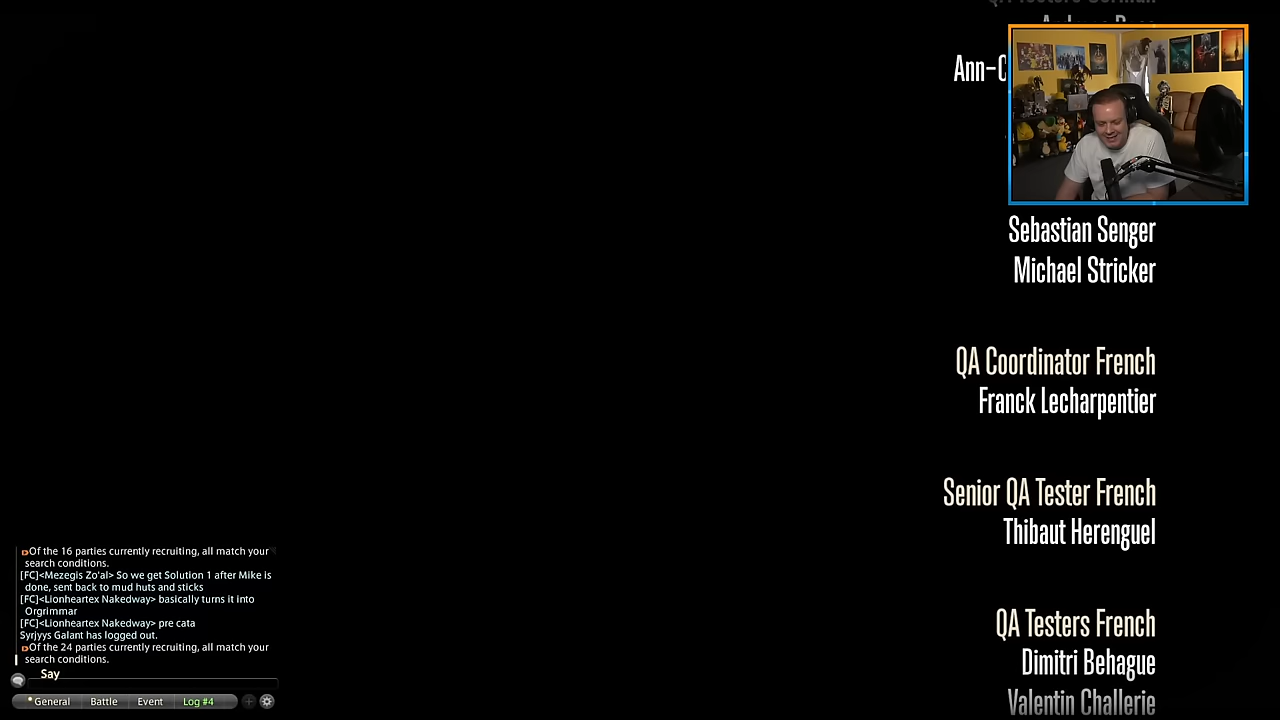 Ann-C
Sebastian Senger
Michael Stricker
QA Coordinator French
Franck Lecharpentier
Senior QA Tester French
Thibaut Herenguel
QA Testers French
Dimitri Behague
Valentin Challerie
Of the 16 parties currently recruiting, all match your
search conditions.
[FC]<Mezegis Zo'al> So we get Solution 1 after Mike is
done, sent back to mud huts and sticks
[FC]<Lionheartex Nakedway> basically turns it into
Orgrimmar
[FC]<Lionheartex Nakedway> pre cata
Syrjyys Galant has logged out.
Of the 24 parties currently recruiting, all match your
search conditions.
Say
General Battle Event Log #4